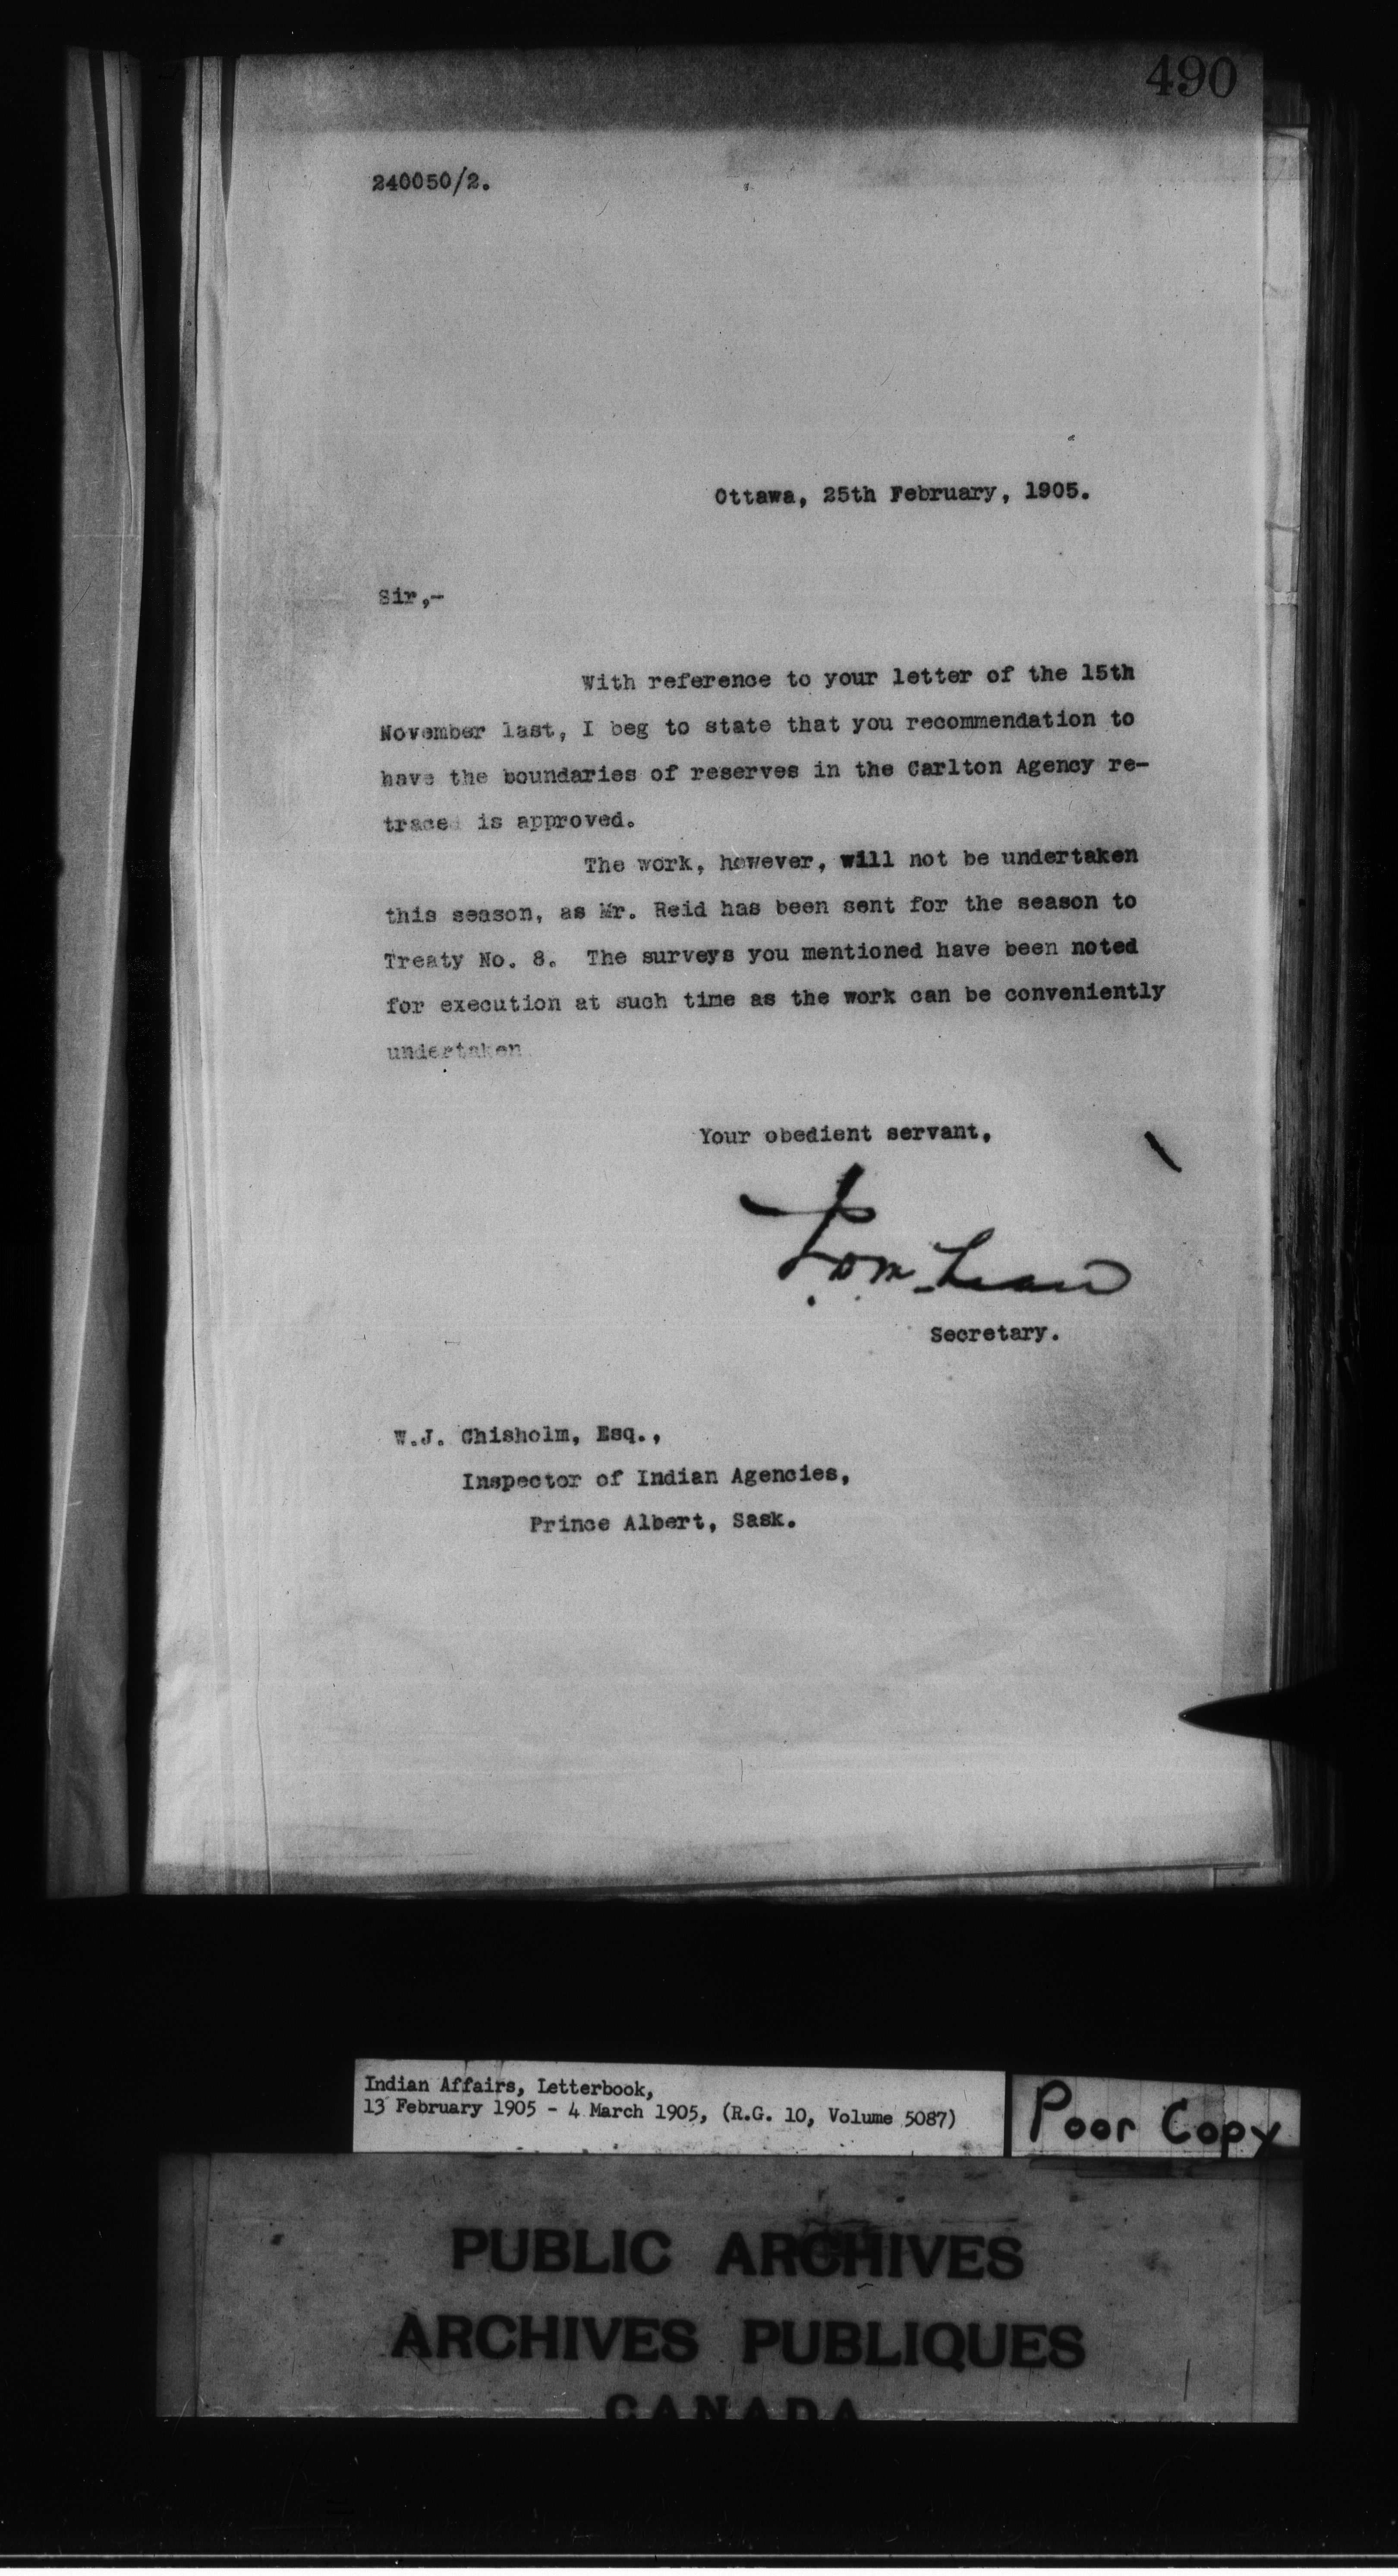 490
240050/2.
Ottawa, 25th February, 1905.
Sir,-
With reference to your letter of the 15th
November last, I beg to state that you recommendation to
have the boundaries of reserves in the Carlton Agency re-
traced is approved.
The work, however, will not be undertaken
this season, as Mr. Reid has been sent for the season to
Treaty No. 8. The surveys you mentioned have been noted
for execution at such time as the work can be conveniently
undertaken.
Your obedient servant,
Secretary.
W.J. Chisholm, Esq.,
Inspector of Indian Agencies,
Prince Albert, Sask.
Indian Affairs, Letterbook,
13 February 1905 - 4 March 1905, (R.G. 10, Volume 5087)
Poor Copy
PUBLIC ARCHIVES
ARCHIVES PUBLIQUES
CANADA